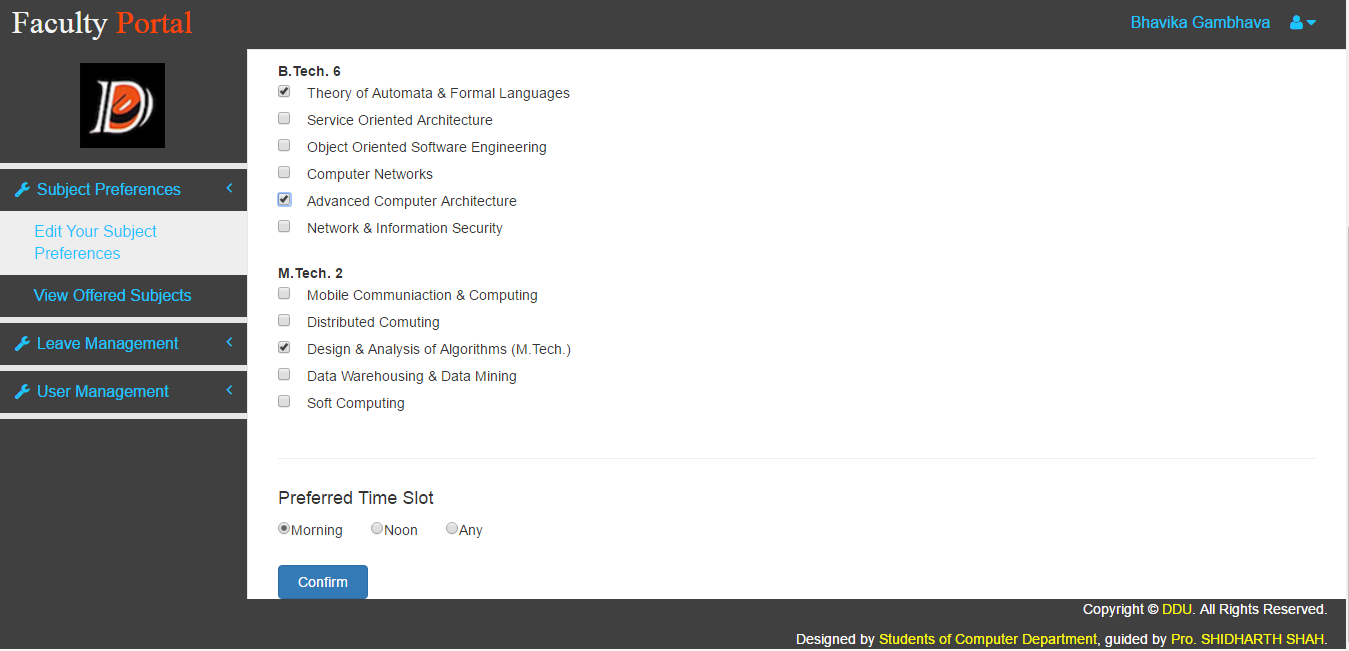 Faculty Portal
Bhavika Gambhava
Subject Preferences
Edit Your Subject
Preferences
View Offered Subjects
Leave Management
User Management
B.Tech. 6
Theory of Automata & Formal Languages
Service Oriented Architecture
Object Oriented Software Engineering
Computer Networks
Advanced Computer Architecture
Network & Information Security
M.Tech. 2
Mobile Communiaction & Computing
Distributed Comuting
Design & Analysis of Algorithms (M.Tech.)
Data Warehousing & Data Mining
Soft Computing
Preferred Time Slot
Morning Noon Any
Confirm
Copyright © DDU. All Rights Reserved.
Designed by Students of Computer Department, guided by Pro. SHIDHARTH SHAH.